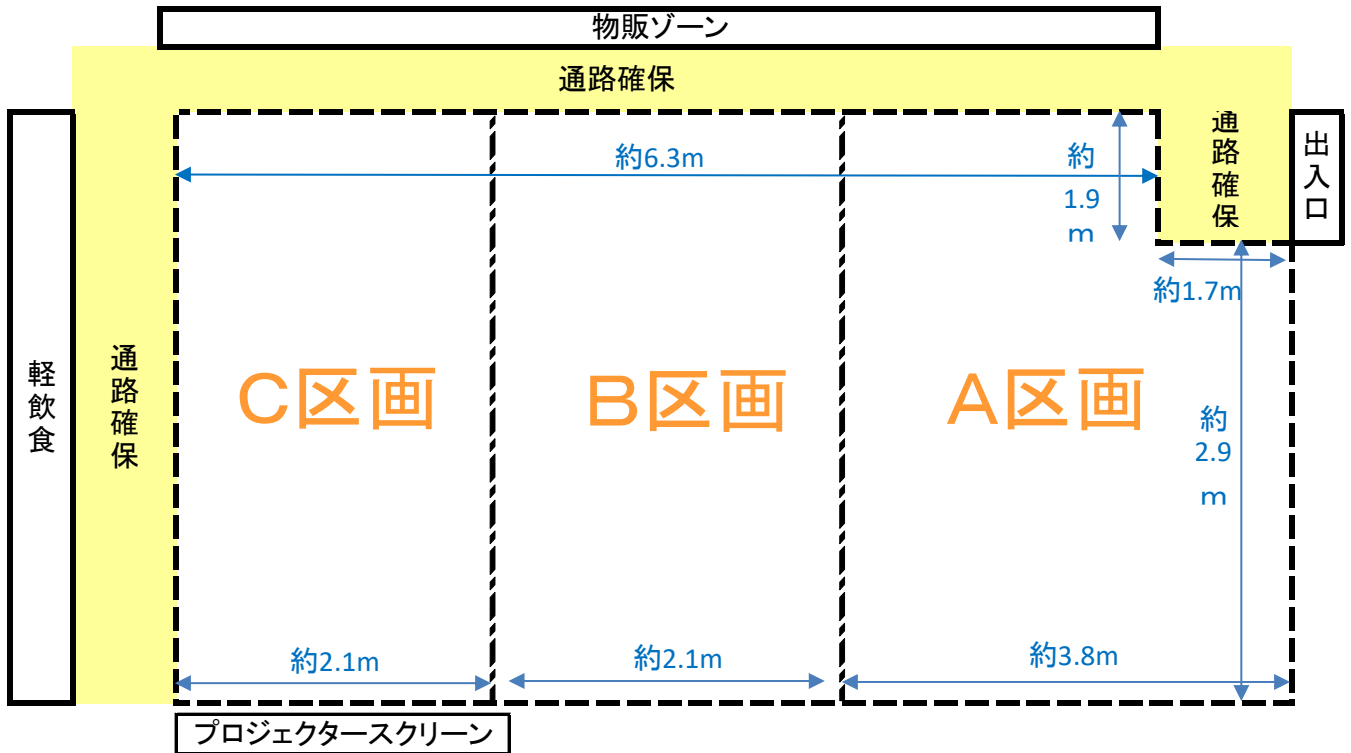 物販ゾーン
通路確保
通路確保
出入口
約6.3m
約
1.9
ｍ
約1.7m
軽飲食
通路確保
C区画
B区画
A区画
約
2.9
ｍ
約2.1m
約2.1m
約3.8m
プロジェクタースクリーン